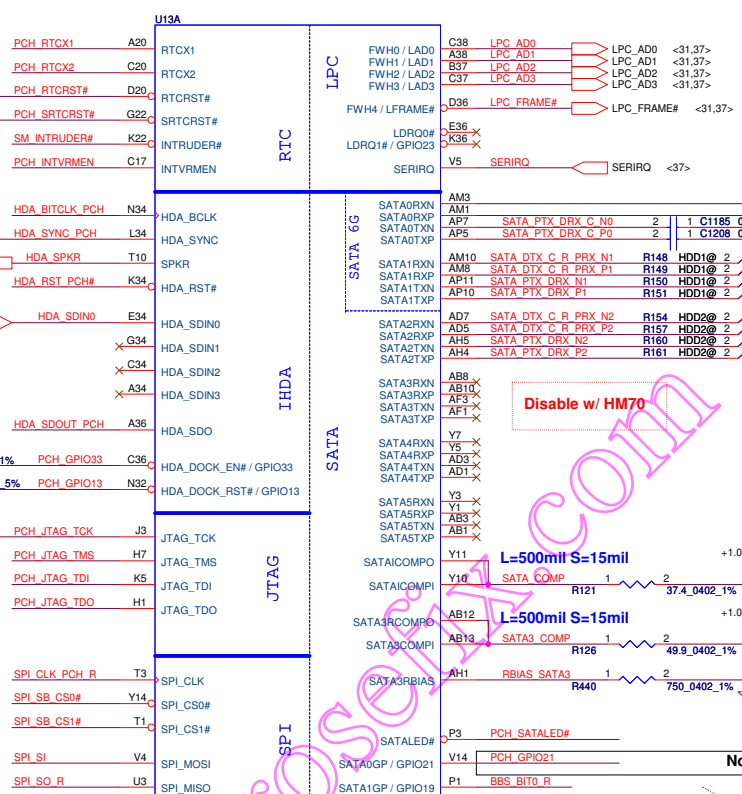 U13A
PCH_RTCX1 A20 RTCX1
PCH_RTCX2 C20 RTCX2
PCH_RTCRST# D20 RTCRST#
PCH_SRTCRST# G22 SRTCRST#
SM_INTRUDER# K22 INTRUDER#
PCH_INTVRMEN C17 INTVRMEN
RTC
LPC
FWH0 / LAD0 C38 LPC_AD0 LPC_AD0 <31,37>
FWH1 / LAD1 A38 LPC_AD1 LPC_AD1 <31,37>
FWH2 / LAD2 B37 LPC_AD2 LPC_AD2 <31,37>
FWH3 / LAD3 C37 LPC_AD3 LPC_AD3 <31,37>
FWH4 / LFRAME# D36 LPC_FRAME# LPC_FRAME# <31,37>
LDRQ0# E36
LDRQ1# / GPIO23 K36
SERIRQ V5 SERIRQ SERIRQ <37>
HDA_BITCLK_PCH N34 HDA_BCLK
HDA_SYNC_PCH L34 HDA_SYNC
HDA_SPKR T10 SPKR
HDA_RST_PCH# K34 HDA_RST#
HDA_SDIN0 E34 HDA_SDIN0
G34 HDA_SDIN1
C34 HDA_SDIN2
A34 HDA_SDIN3
HDA_SDOUT_PCH A36 HDA_SDO
1% PCH_GPIO33 C36 HDA_DOCK_EN# / GPIO33
5% PCH_GPIO13 N32 HDA_DOCK_RST# / GPIO13
IHDA
SATA 6G
SATA0RXN AM3
SATA0RXP AM1
SATA0TXN AP7 SATA_PTX_DRX_C_N0 2 1 C1185 0
SATA0TXP AP5 SATA_PTX_DRX_C_P0 2 1 C1208 0
SATA1RXN AM10 SATA_DTX_C_R_PRX_N1 R148 HDD1@ 2
SATA1RXP AM8 SATA_DTX_C_R_PRX_P1 R149 HDD1@ 2
SATA1TXN AP11 SATA_PTX_DRX_N1 R150 HDD1@ 2
SATA1TXP AP10 SATA_PTX_DRX_P1 R151 HDD1@ 2
SATA2RXN AD7 SATA_DTX_C_R_PRX_N2 R154 HDD2@ 2
SATA2RXP AD5 SATA_DTX_C_R_PRX_P2 R157 HDD2@ 2
SATA2TXN AH5 SATA_PTX_DRX_N2 R160 HDD2@ 2
SATA2TXP AH4 SATA_PTX_DRX_P2 R161 HDD2@ 2
SATA
SATA3RXN AB8
SATA3RXP AB10
SATA3TXN AF3
SATA3TXP AF1
Disable w/ HM70
SATA4RXN Y7
SATA4RXP Y5
SATA4TXN AD3
SATA4TXP AD1
SATA5RXN Y3
SATA5RXP Y1
SATA5TXN AB3
SATA5TXP AB1
PCH_JTAG_TCK J3 JTAG_TCK
PCH_JTAG_TMS H7 JTAG_TMS
PCH_JTAG_TDI K5 JTAG_TDI
PCH_JTAG_TDO H1 JTAG_TDO
JTAG
SATAICOMPO Y11 L=500mil S=15mil +1.0
SATAICOMPI Y10 SATA_COMP R121 1 2 37.4_0402_1%
SATA3RCOMPO AB12 L=500mil S=15mil +1.0
SATA3COMPI AB13 SATA3_COMP R126 1 2 49.9_0402_1%
SATA3RBIAS AH1 RBIAS_SATA3 R440 1 2 750_0402_1%
SPI_CLK_PCH_R T3 SPI_CLK
SPI_SB_CS0# Y14 SPI_CS0#
SPI_SB_CS1# T1 SPI_CS1#
SPI_SI V4 SPI_MOSI
SPI_SO_R U3 SPI_MISO
SPI
SATALED# P3 PCH_SATALED#
SATA0GP / GPIO21 V14 PCH_GPIO21 No
SATA1GP / GPIO19 P1 BBS_BIT0_R
osefix.com